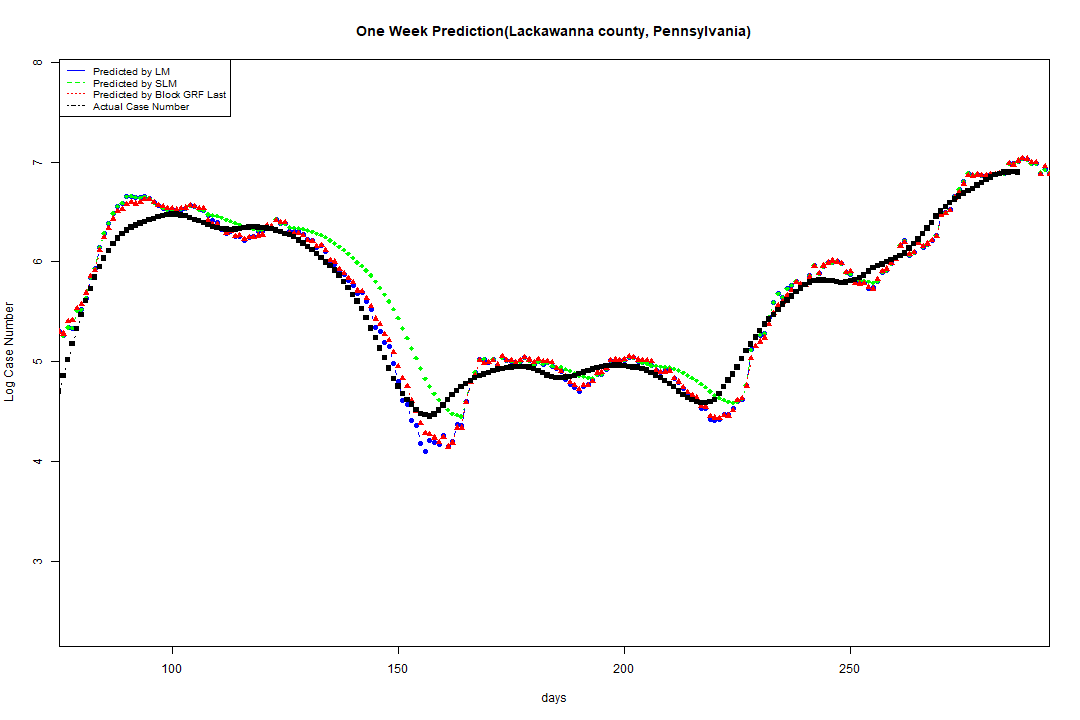 One Week Prediction(Lackawanna county, Pennsylvania)
Predicted by LM
Predicted by SLM
Predicted by Block GRF Last
Actual Case Number
8
7
6
5
4
3
Log Case Number
100 150 200 250
days